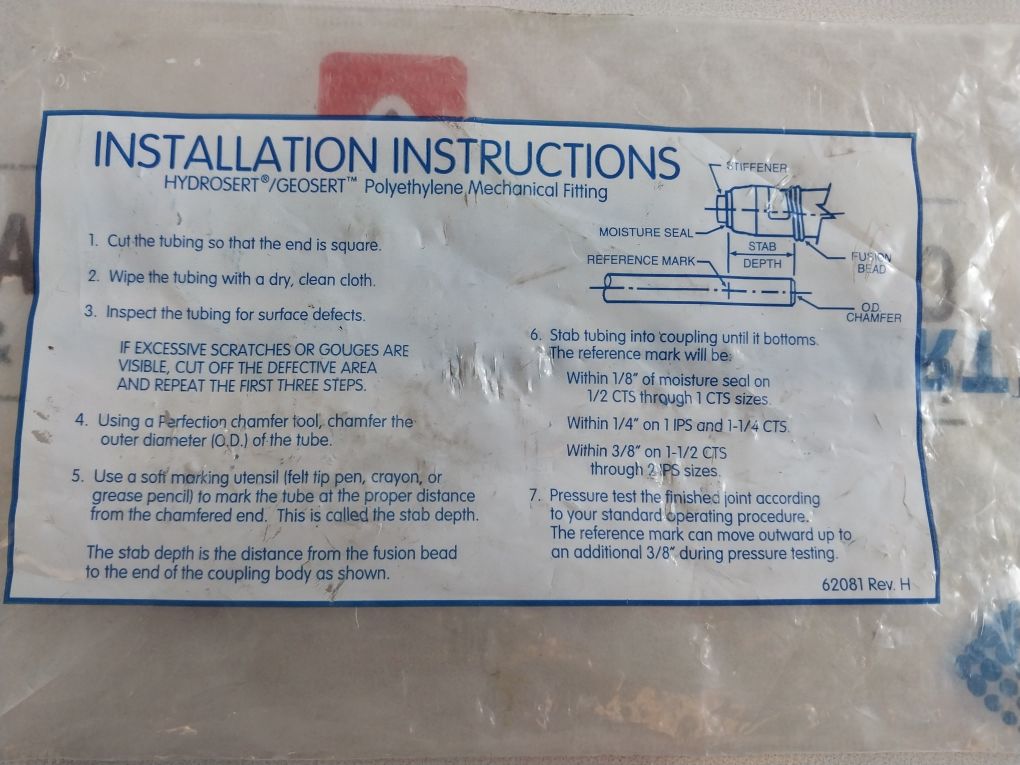 INSTALLATION INSTRUCTIONS
HYDROSERT®/GEOSERT™ Polyethylene Mechanical Fitting
1. Cut the tubing so that the end is square.
2. Wipe the tubing with a dry, clean cloth.
3. Inspect the tubing for surface defects.
IF EXCESSIVE SCRATCHES OR GOUGES ARE
VISIBLE, CUT OFF THE DEFECTIVE AREA
AND REPEAT THE FIRST THREE STEPS.
4. Using a Perfection chamfer tool, chamfer the
outer diameter (O.D.) of the tube.
5. Use a soft marking utensil (felt tip pen, crayon, or
grease pencil) to mark the tube at the proper distance
from the chamfered end. This is called the stab depth.
The stab depth is the distance from the fusion bead
to the end of the coupling body as shown.
STIFFENER
MOISTURE SEAL
STAB
DEPTH
REFERENCE MARK
FUSION
BEAD
O.D.
CHAMFER
6. Stab tubing into coupling until it bottoms.
The reference mark will be:
Within 1/8" of moisture seal on
1/2 CTS through 1 CTS sizes.
Within 1/4" on 1 IPS and 1-1/4 CTS.
Within 3/8" on 1-1/2 CTS
through 2 IPS sizes.
7. Pressure test the finished joint according
to your standard operating procedure.
The reference mark can move outward up to
an additional 3/8" during pressure testing.
62081 Rev. H